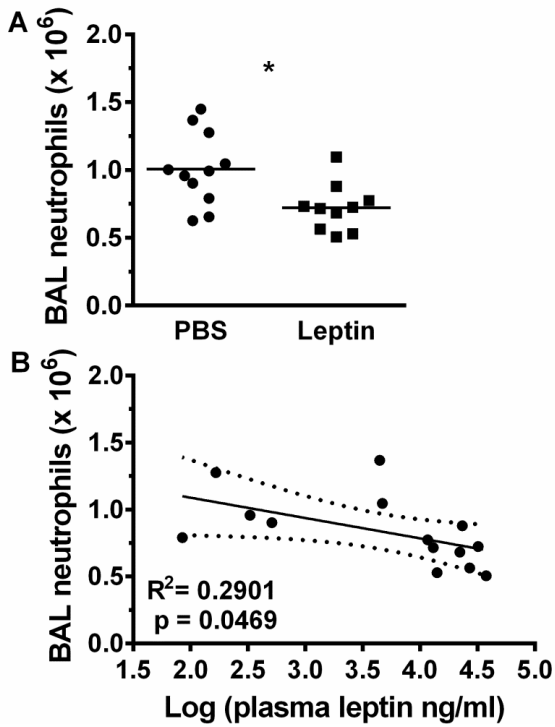 A
BAL neutrophils (x 10⁶)
2.0
*
1.5
1.0
0.5
0.0
PBS Leptin
B
BAL neutrophils (x 10⁶)
2.0
1.5
1.0
0.5
R²= 0.2901
p = 0.0469
0.0
1.5 2.0 2.5 3.0 3.5 4.0 4.5 5.0
Log (plasma leptin ng/ml)